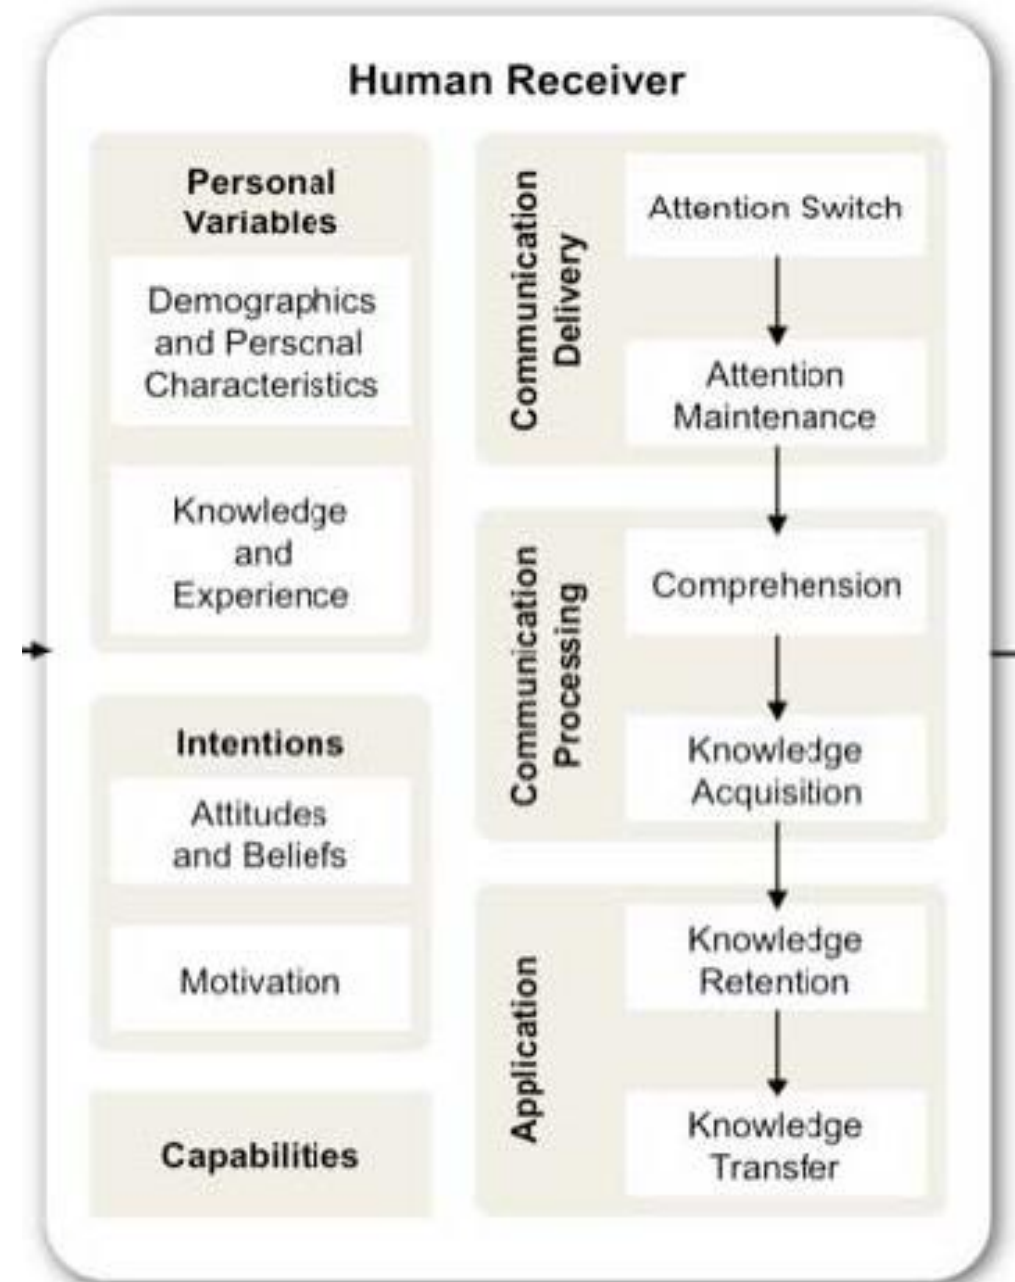 Human Receiver
Personal
Variables
Demographics
and Personal
Characteristics
Knowledge
and
Experience
Intentions
Attitudes
and Beliefs
Motivation
Capabilities
Communication
Delivery
Attention Switch
Attention
Maintenance
Communication
Processing
Comprehension
Knowledge
Acquisition
Application
Knowledge
Retention
Knowledge
Transfer